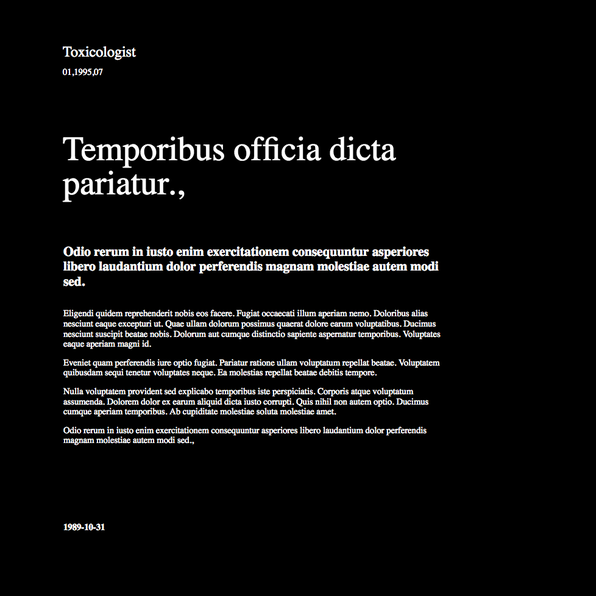 Toxicologist
01,1995,07
Temporibus officia dicta
pariatur.,
Odio rerum in iusto enim exercitationem consequuntur asperiores
libero laudantium dolor perferendis magnam molestiae autem modi
sed.
Eligendi quidem reprehenderit nobis eos facere. Fugiat occaecati illum aperiam nemo. Doloribus alias
nesciunt eaque excepturi ut. Quae ullam dolorum possimus quaerat dolore earum voluptatibus. Ducimus
nesciunt suscipit beatae nobis. Dolorum aut cumque distinctio sapiente aspernatur temporibus. Voluptates
eaque aperiam magni id.
Eveniet quam perferendis iure optio fugiat. Pariatur ratione ullam voluptatum repellat beatae. Voluptatem
quibusdam sequi tenetur voluptates neque. Ea molestias repellat beatae debitis tempore.
Nulla voluptatem provident sed explicabo temporibus iste perspiciatis. Corporis atque voluptatum
assumenda. Dolorem dolor ex earum aliquid dicta iusto corrupti. Quis nihil non autem optio. Ducimus
cumque aperiam temporibus. Ab cupiditate molestiae soluta molestiae amet.
Odio rerum in iusto enim exercitationem consequuntur asperiores libero laudantium dolor perferendis
magnam molestiae autem modi sed.,
1989-10-31